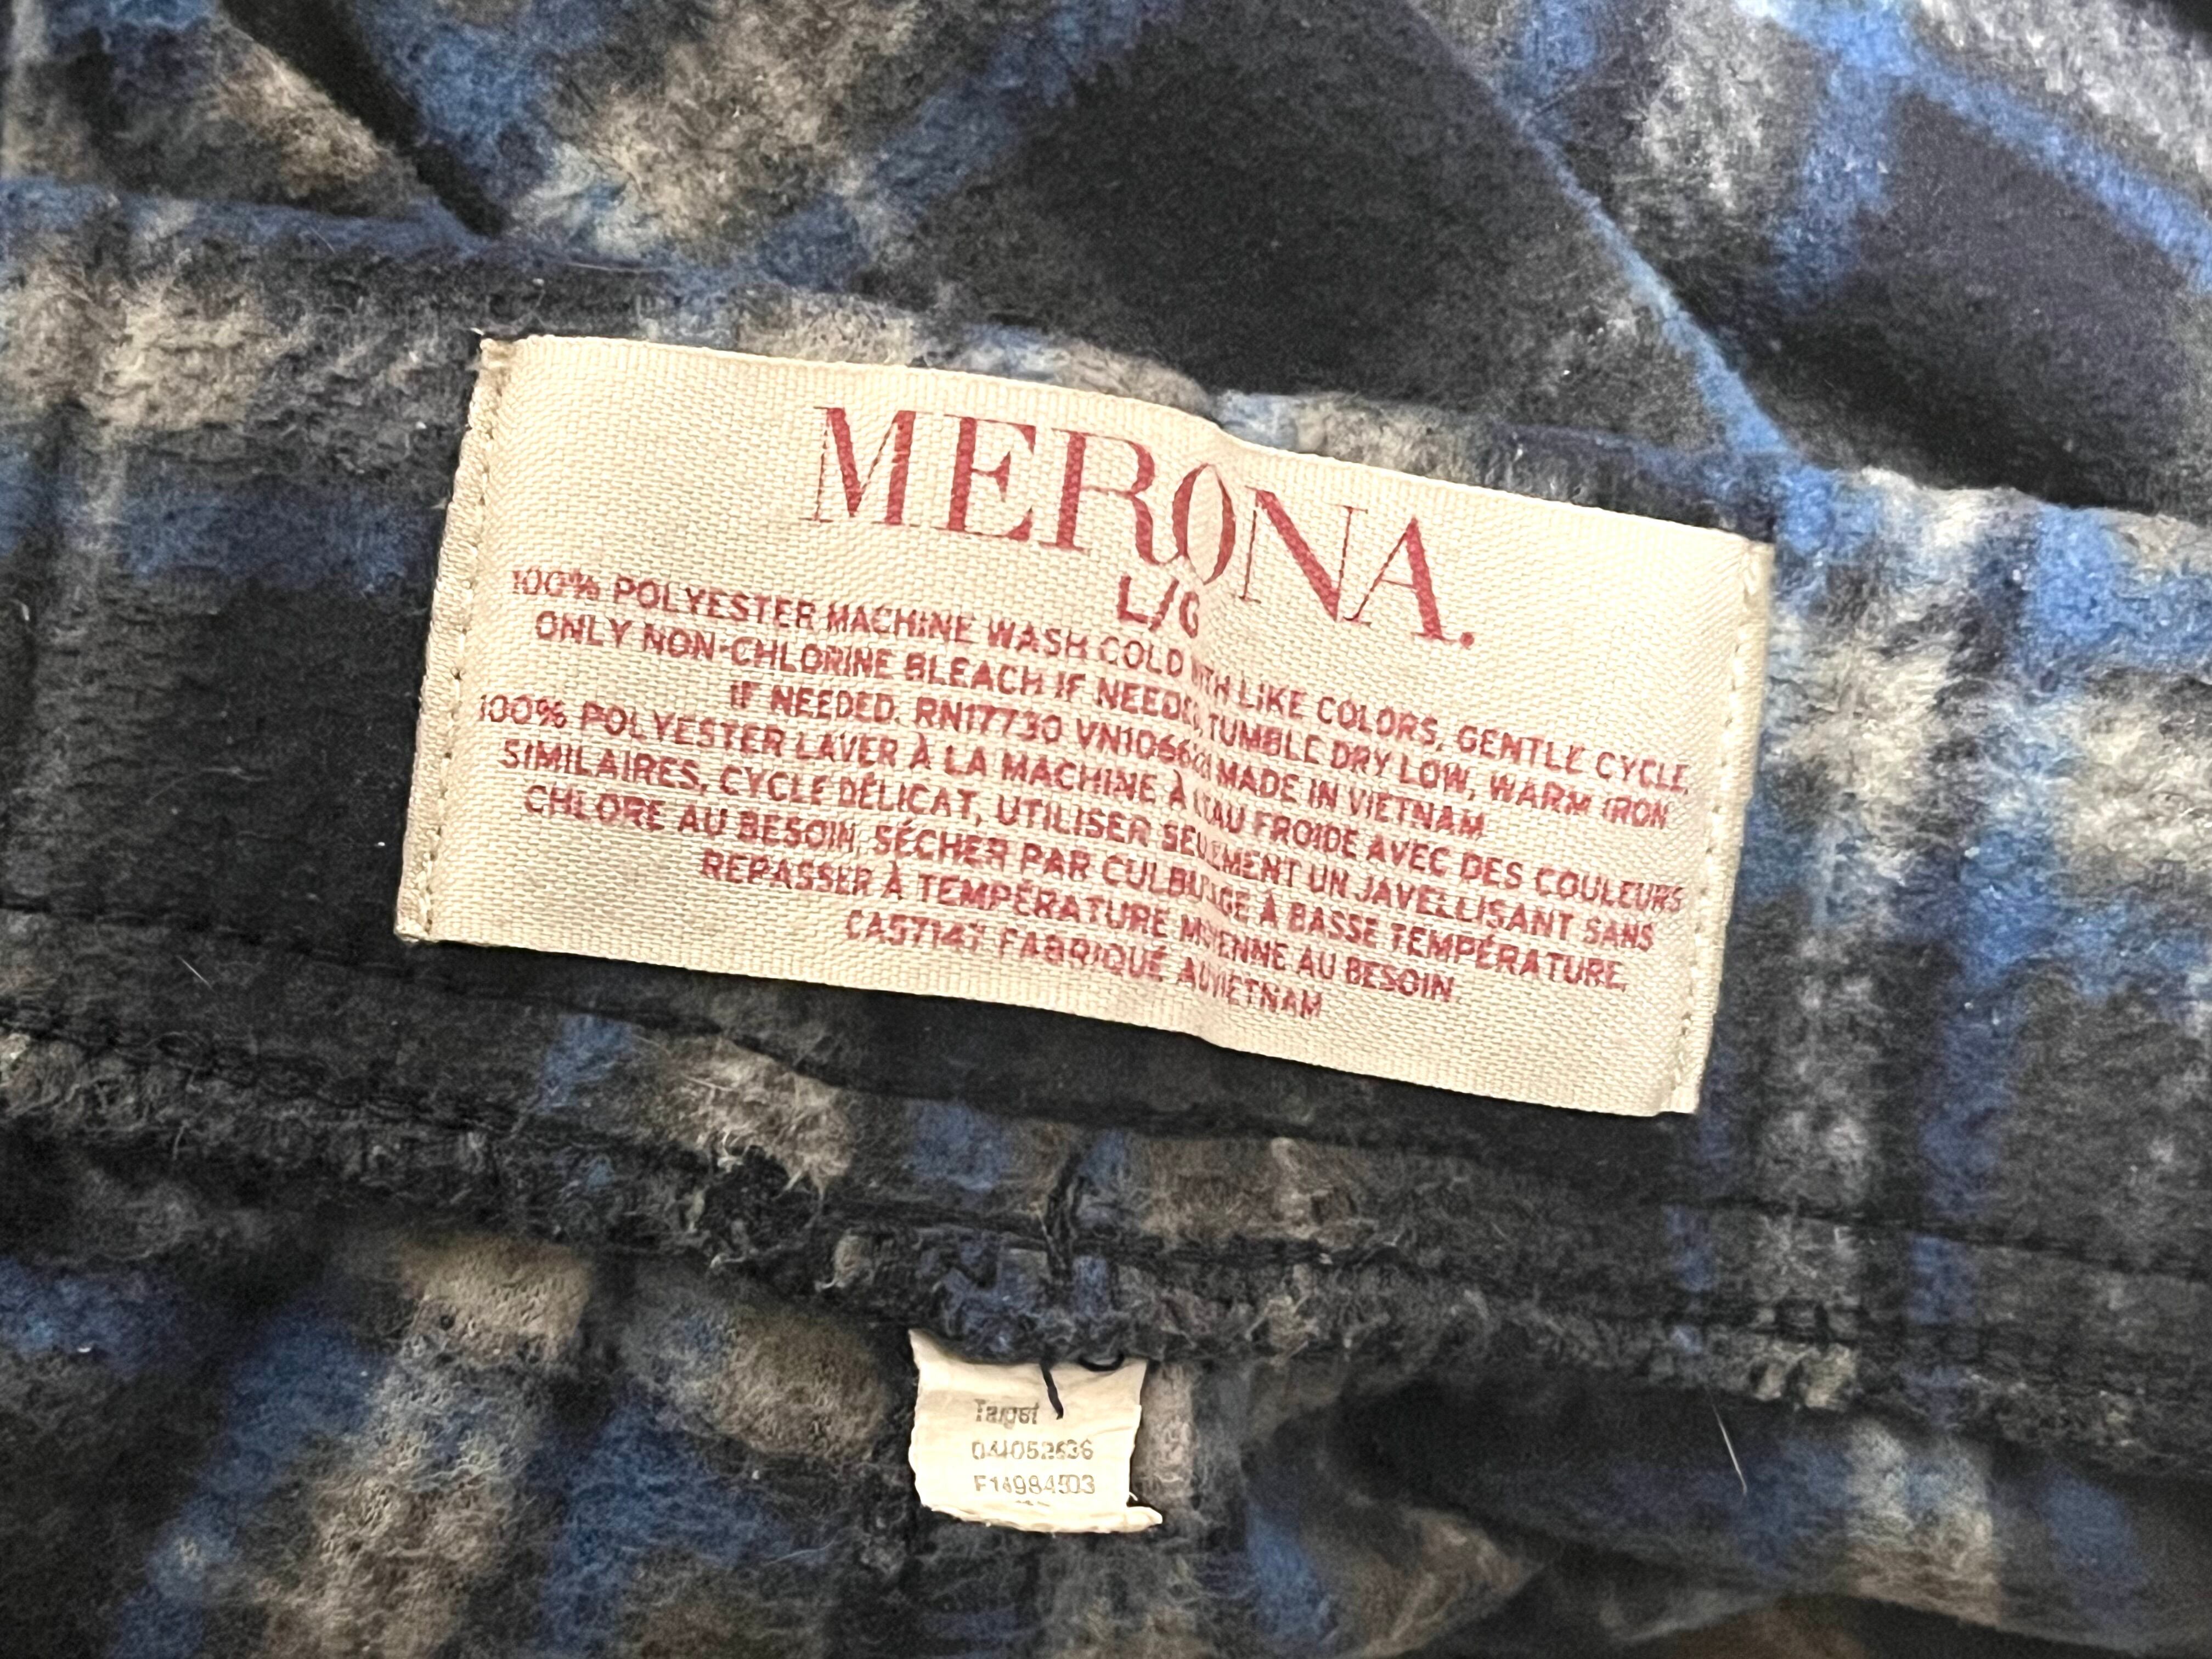 MERONA.
L/G
100% POLYESTER MACHINE WASH COLD WITH LIKE COLORS, GENTLE CYCLE,
ONLY NON-CHLORINE BLEACH IF NEEDED, TUMBLE DRY LOW, WARM IRON
IF NEEDED. RN17730 MADE IN VIETNAM
100% POLYESTER LAVER À LA MACHINE À L'EAU FROIDE AVEC DES COULEURS
SIMILAIRES, CYCLE DÉLICAT, UTILISER SEULEMENT UN JAVELLISANT SANS
CHLORE AU BESOIN, SÉCHER PAR CULBUTAGE À BASSE TEMPÉRATURE,
REPASSER À TEMPÉRATURE MOYENNE AU BESOIN.
CA57147 FABRIQUÉ AU VIETNAM
Target